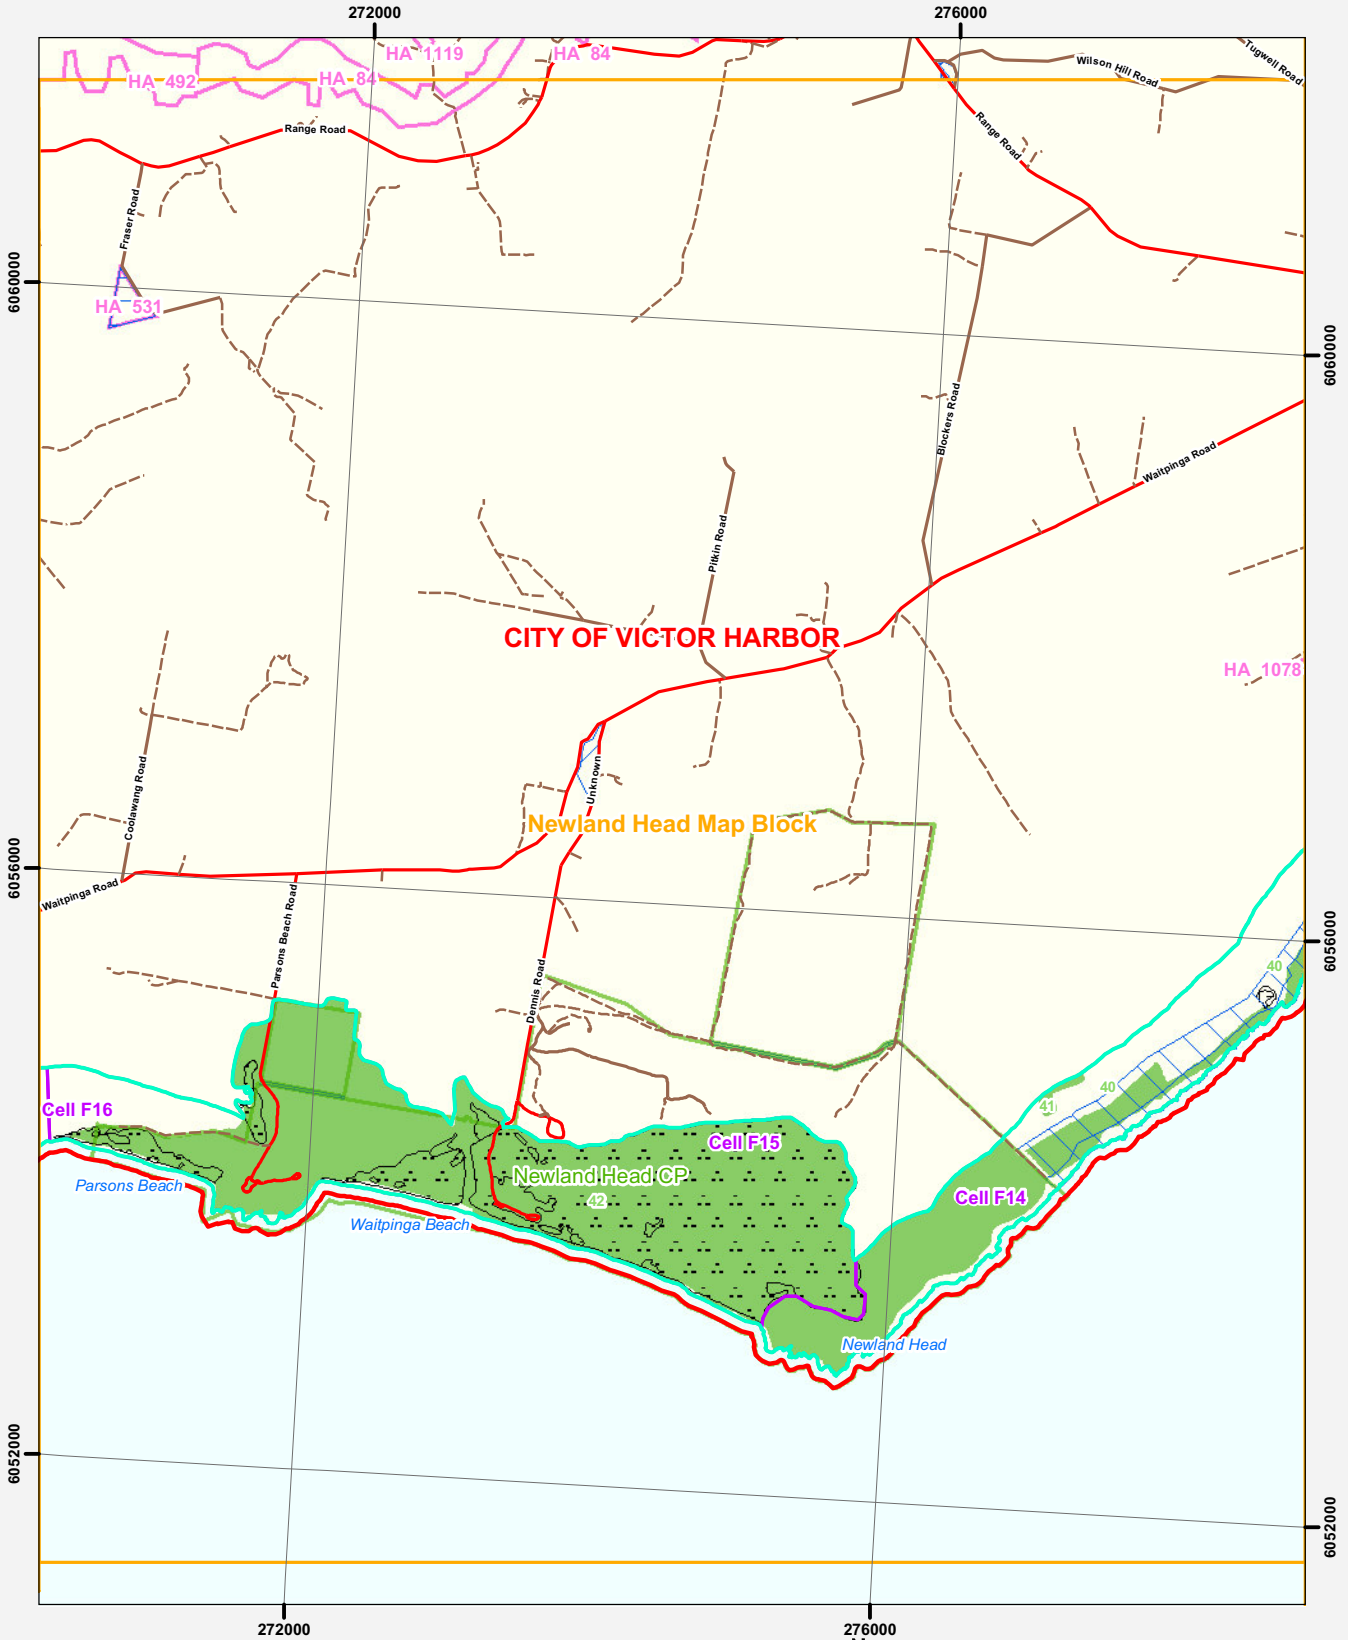 272000
276000
HA 1119
HA 84
HA 492
HA 84
Wilson Hill Road
Tugwell Road
Range Road
Range Road
Fraser Road
6060000
HA 531
6060000
Blockers Road
Waitpinga Road
Pitkin Road
CITY OF VICTOR HARBOR
HA 1078
Coolawang Road
Unknown
Newland Head Map Block
6056000
Waitpinga Road
Parsons Beach Road
6056000
40
Dennis Road
40
41
Cell F16
Cell F15
Newland Head CP
42
Parsons Beach
Cell F14
Waitpinga Beach
Newland Head
6052000
6052000
272000
276000